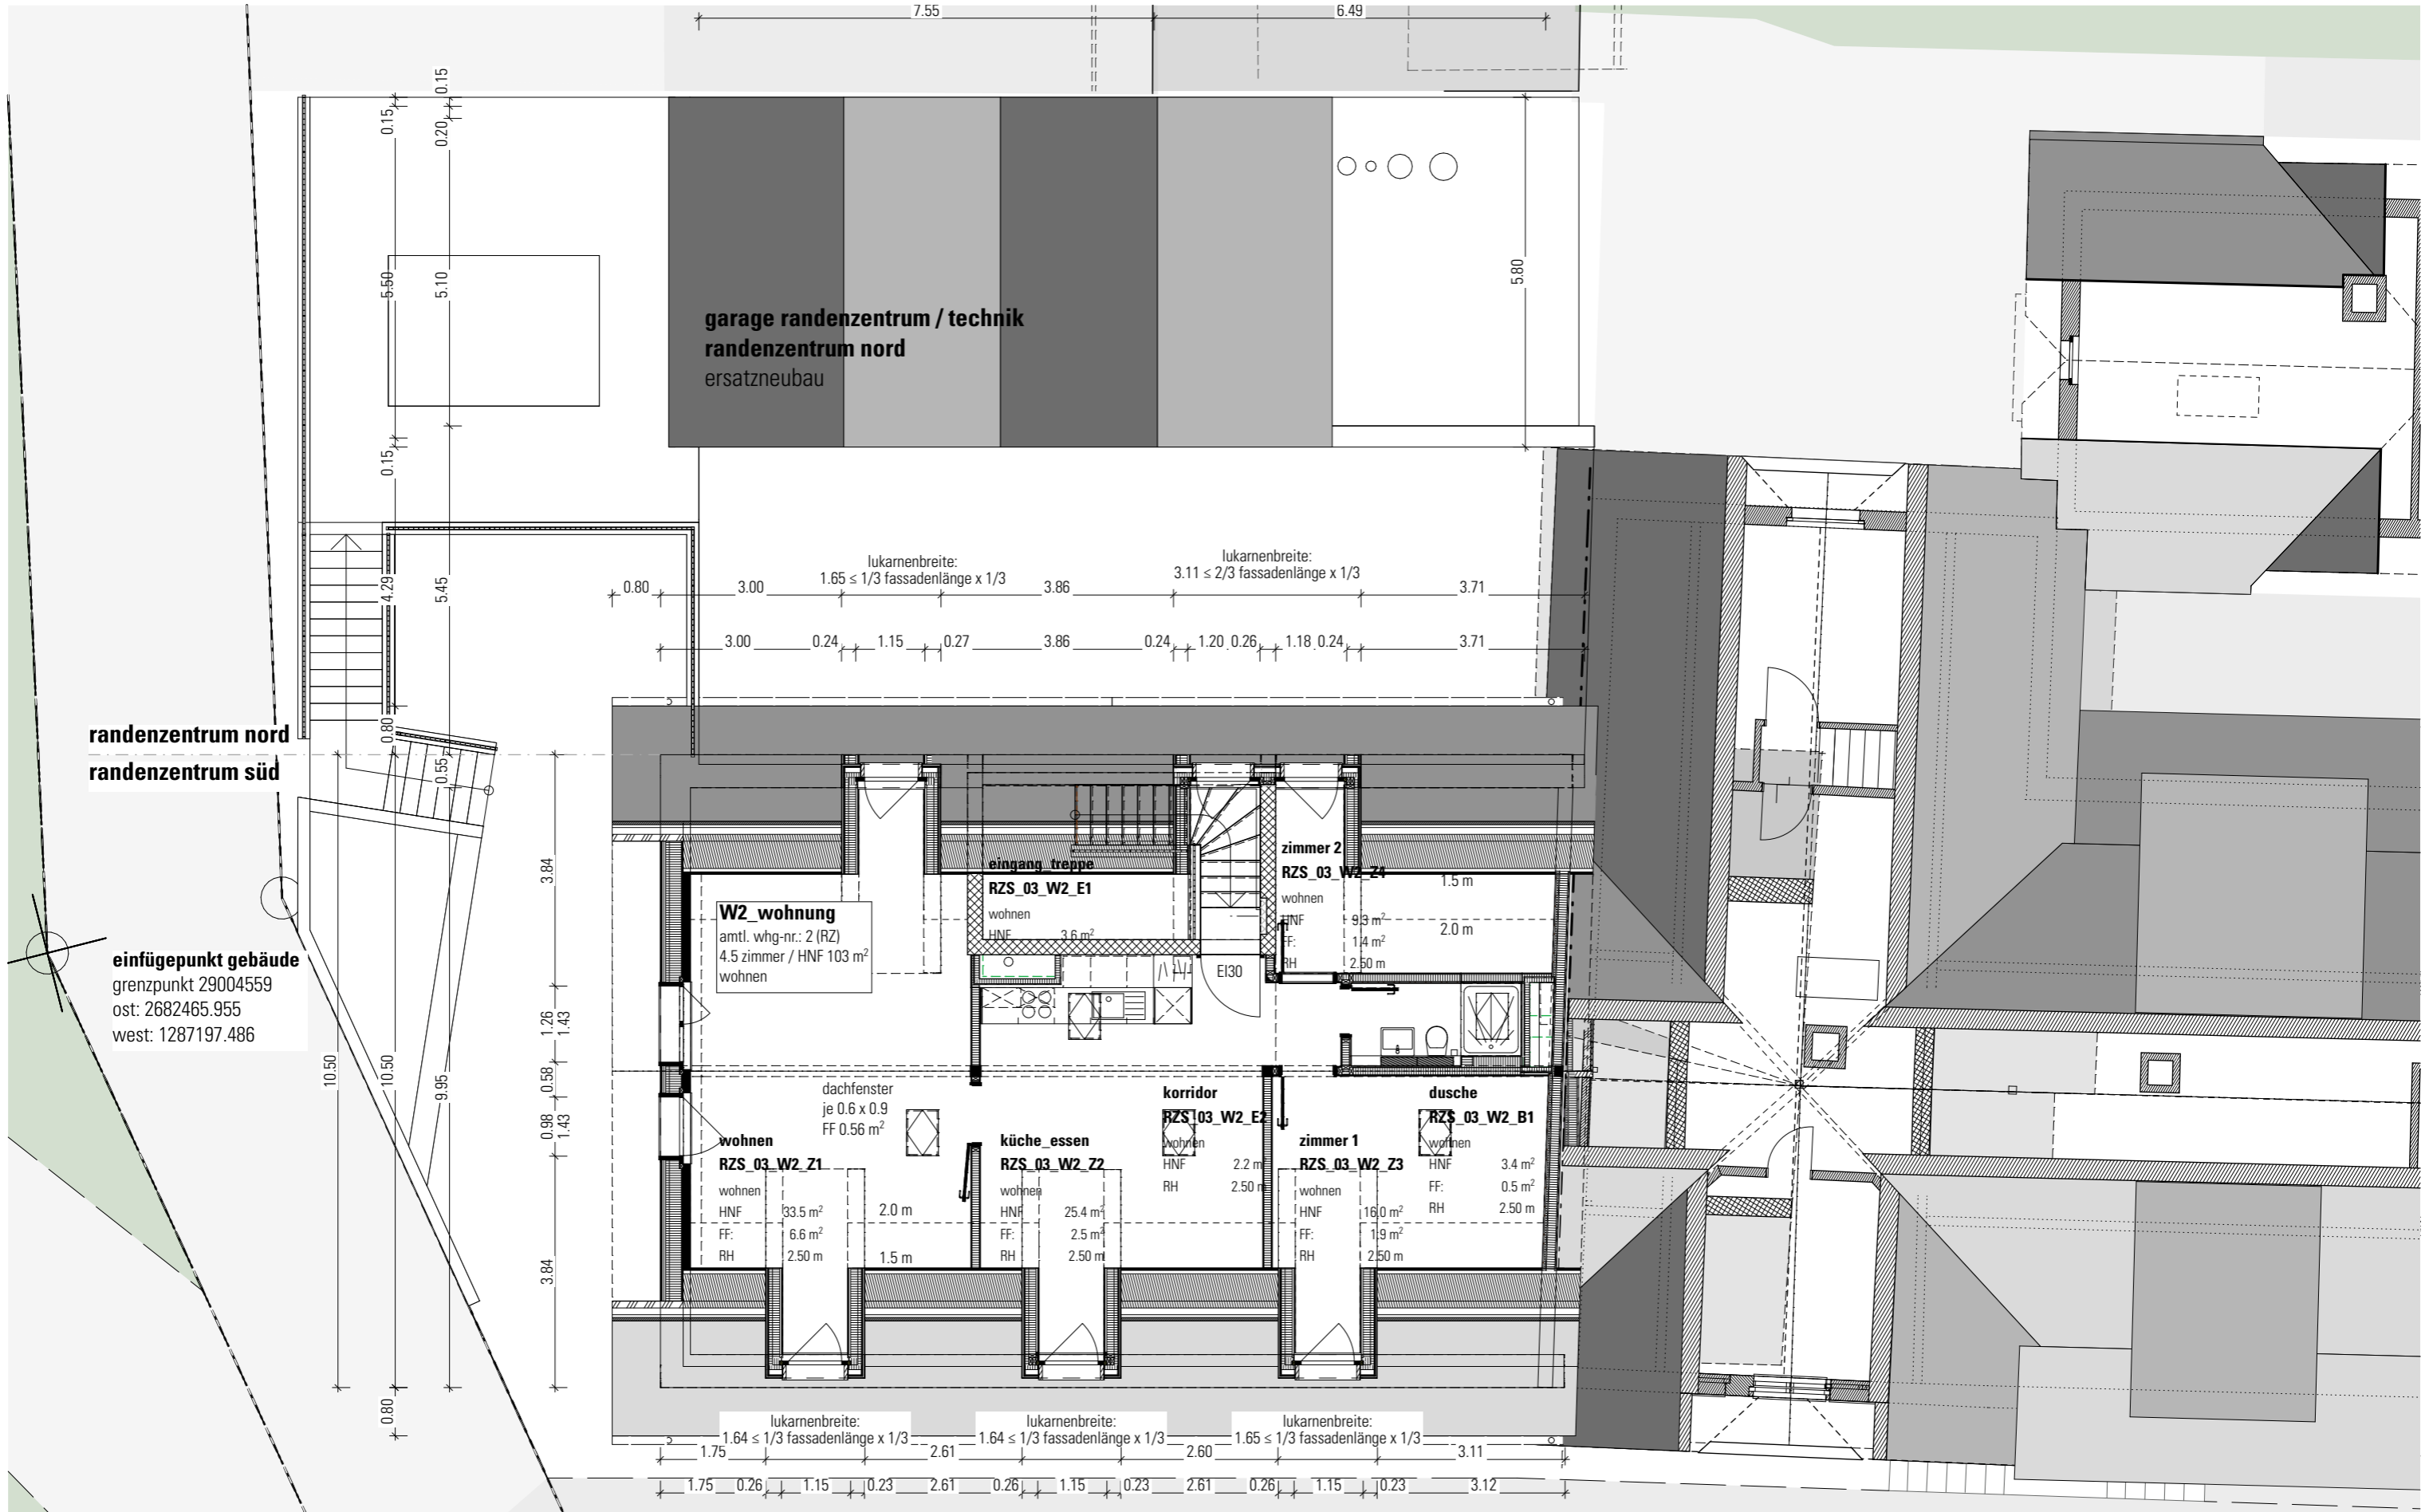 7.55
6.49
0.15
0.15
0.20
5.50
5.10
5.80
garage randenzentrum / technik
randenzentrum nord
ersatzneubau
0.15
lukarnenbreite:
1.65 ≤ 1/3 fassadenlänge x 1/3
lukarnenbreite:
3.11 ≤ 2/3 fassadenlänge x 1/3
4.29
5.45
0.80
3.00
3.86
3.71
3.00
0.24
1.15
0.27
3.86
0.24
1.20
0.26
1.18
0.24
3.71
randenzentrum nord
0.80
randenzentrum süd
0.55
zimmer 2
RZS_03_W2_Z4
wohnen
HNF 9.3 m²
FF: 1.4 m²
RH 2.50 m
1.5 m
2.0 m
eingang_treppe
RZS_03_W2_E1
wohnen
HNF 3.6 m²
3.84
W2_wohnung
amtl. whg-nr.: 2 (RZ)
4.5 zimmer / HNF 103 m²
wohnen
EI30
einfügepunkt gebäude
grenzpunkt 29004559
ost: 2682465.955
west: 1287197.486
10.50
10.50
9.95
1.26
1.43
0.58
0.98
1.43
3.84
dachfenster
je 0.6 x 0.9
FF 0.56 m²
wohnen
RZS_03_W2_Z1
wohnen
HNF 33.5 m²
FF: 6.6 m²
RH 2.50 m
2.0 m
1.5 m
küche_essen
RZS_03_W2_Z2
wohnen
HNF 25.4 m²
FF: 2.5 m²
RH 2.50 m
korridor
RZS_03_W2_E2
wohnen
HNF 2.2 m
RH 2.50 m
zimmer 1
RZS_03_W2_Z3
wohnen
HNF 16.0 m²
FF: 1.9 m²
RH 2.50 m
dusche
RZS_03_W2_B1
wohnen
HNF 3.4 m²
FF: 0.5 m²
RH 2.50 m
0.80
lukarnenbreite:
1.64 ≤ 1/3 fassadenlänge x 1/3
lukarnenbreite:
1.64 ≤ 1/3 fassadenlänge x 1/3
lukarnenbreite:
1.65 ≤ 1/3 fassadenlänge x 1/3
1.75
2.61
2.60
3.11
1.75
0.26
1.15
0.23
2.61
0.26
1.15
0.23
2.61
0.26
1.15
0.23
3.12